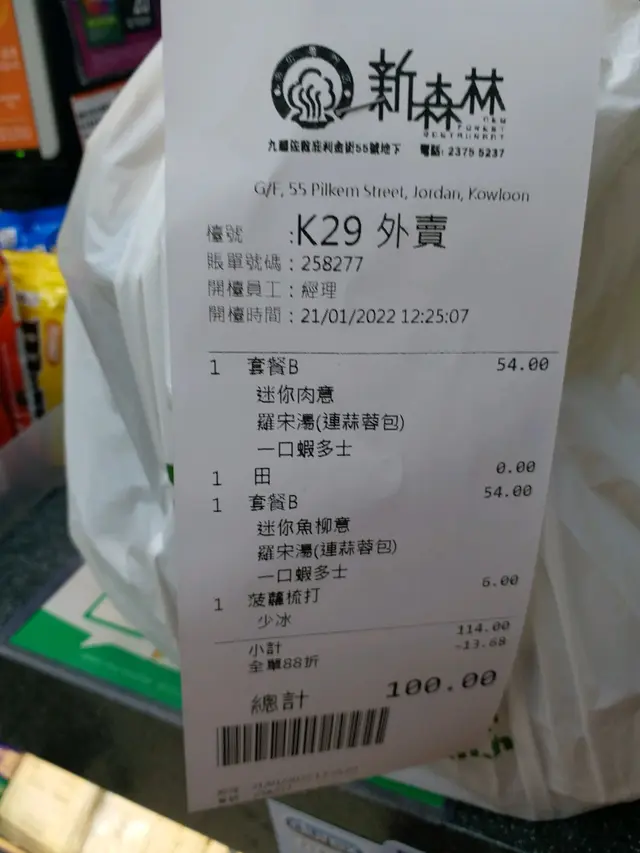 新森林
NEW FOREST RESTAURANT
九龍佐敦庇利金街55號地下 電話: 2375 5237
G/F, 55 Pilkem Street, Jordan, Kowloon
檯號 :K29 外賣
賬單號碼 : 258277
開檯員工 : 經理
開檯時間 : 21/01/2022 12:25:07
1 套餐B 54.00
迷你肉意
羅宋湯(連蒜蓉包)
一口蝦多士
1 田 0.00
1 套餐B 54.00
迷你魚柳意
羅宋湯(連蒜蓉包)
一口蝦多士
1 菠蘿梳打 6.00
少冰
小計 114.00
全單88折 -13.68
總計 100.00